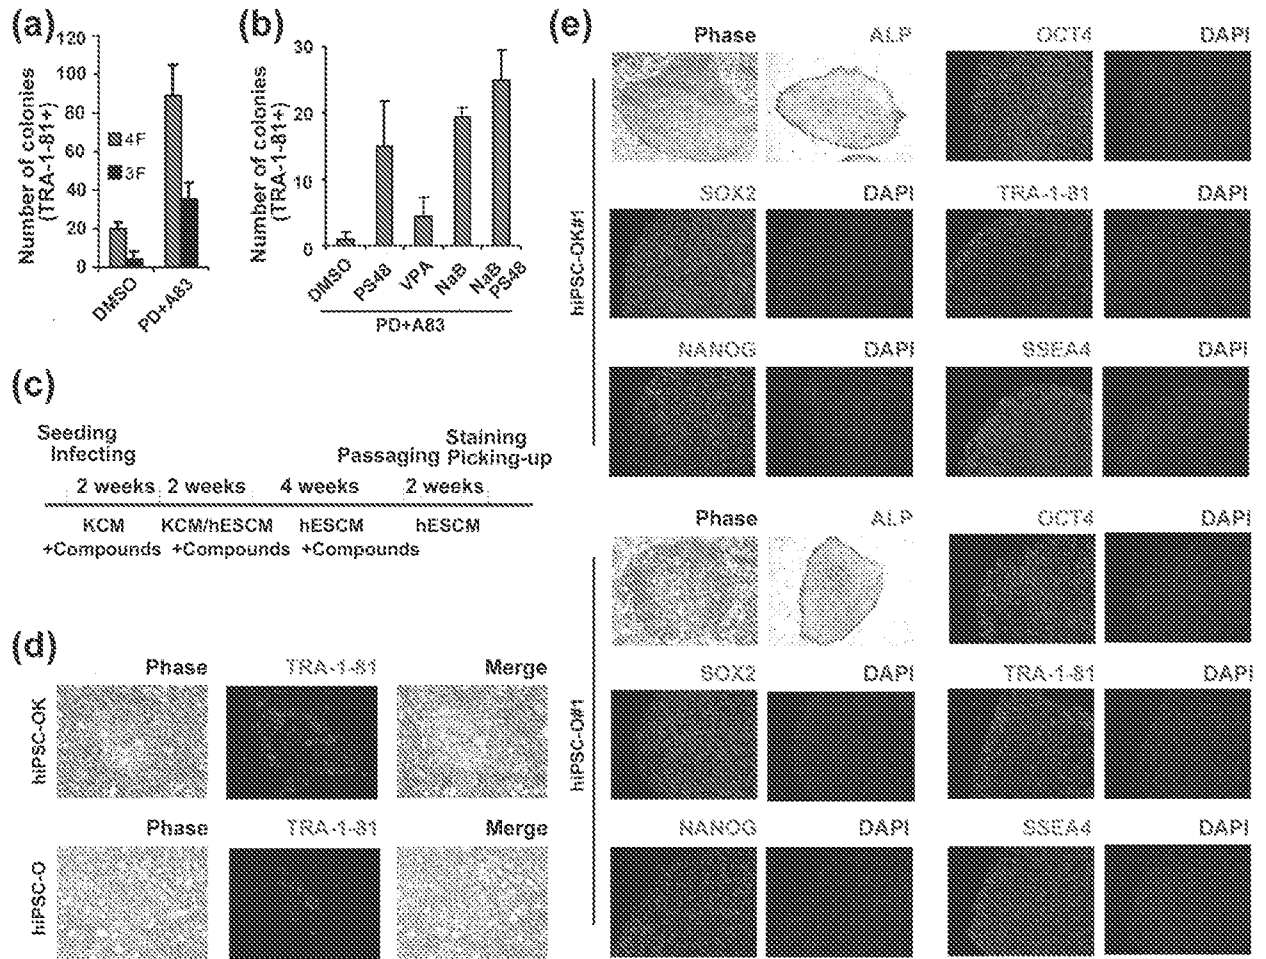 (a)
120
100
80
60
40
20
0
Number of colonies
(TRA-1-81+)
4F
3F
DMSO
PD+A83
(b)
30
20
10
0
Number of colonies
(TRA-1-81+)
DMSO
PS48
VPA
NaB
NaB
PS48
PD+A83
(c)
Seeding
Infecting
Passaging
Staining
Picking-up
2 weeks
2 weeks
4 weeks
2 weeks
KCM
+Compounds
KCM/hESCM
+Compounds
hESCM
+Compounds
hESCM
(d)
hiPSC-OK
Phase
TRA-1-81
Merge
hiPSC-O
Phase
TRA-1-81
Merge
(e)
hiPSC-OK#1
Phase
ALP
OCT4
DAPI
SOX2
DAPI
TRA-1-81
DAPI
NANOG
DAPI
SSEA4
DAPI
hiPSC-O#1
Phase
ALP
OCT4
DAPI
SOX2
DAPI
TRA-1-81
DAPI
NANOG
DAPI
SSEA4
DAPI